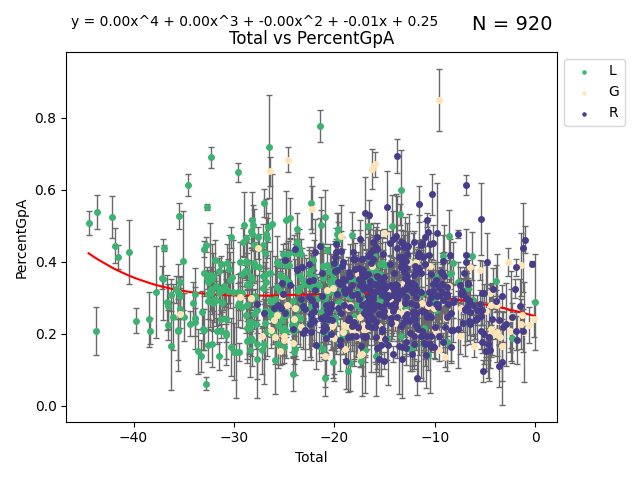 y = 0.00x^4 + 0.00x^3 + -0.00x^2 + -0.01x + 0.25
N = 920
Total vs PercentGpA
L
G
R
0.8
0.6
0.4
0.2
0.0
PercentGpA
−40
−30
−20
−10
0
Total